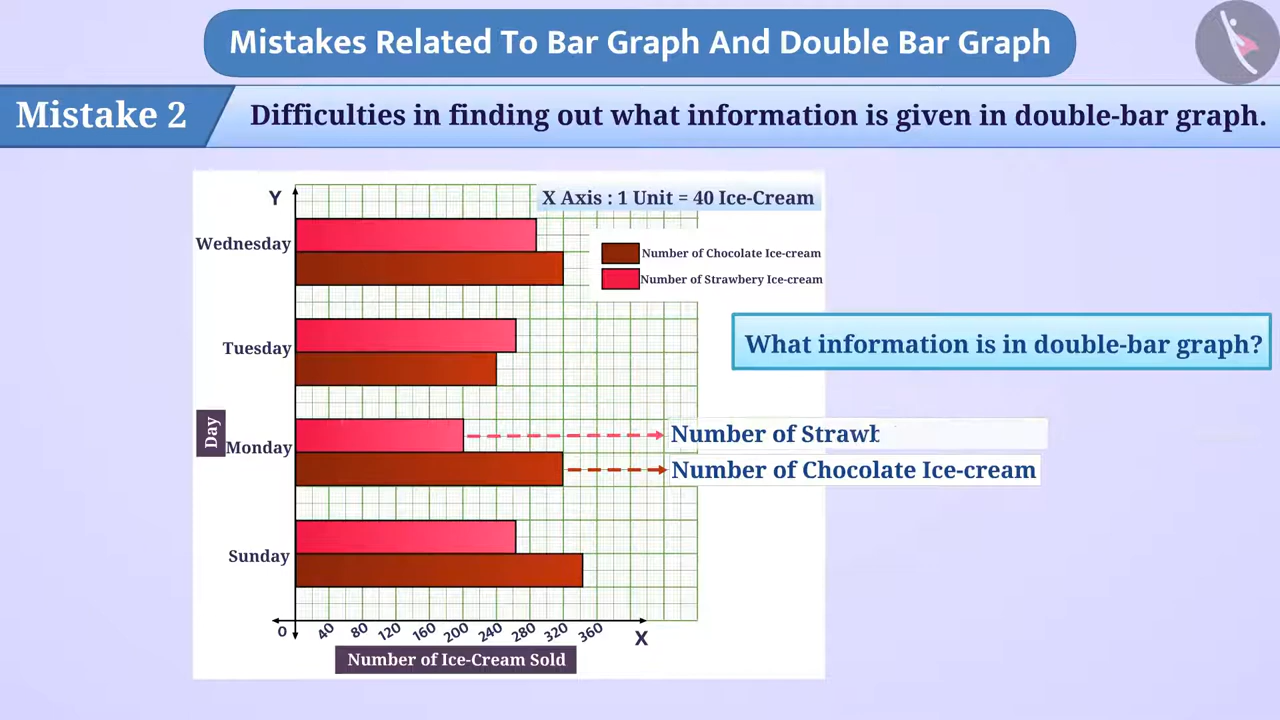 Mistakes Related To Bar Graph And Double Bar Graph
Mistake 2
Difficulties in finding out what information is given in double-bar graph.
Y
X Axis : 1 Unit = 40 Ice-Cream
Wednesday
Number of Chocolate Ice-cream
Number of Strawbery Ice-cream
What information is in double-bar graph?
Tuesday
Day
Monday
Number of Strawb
Number of Chocolate Ice-cream
Sunday
0 40 80 120 160 200 240 280 320 360
X
Number of Ice-Cream Sold